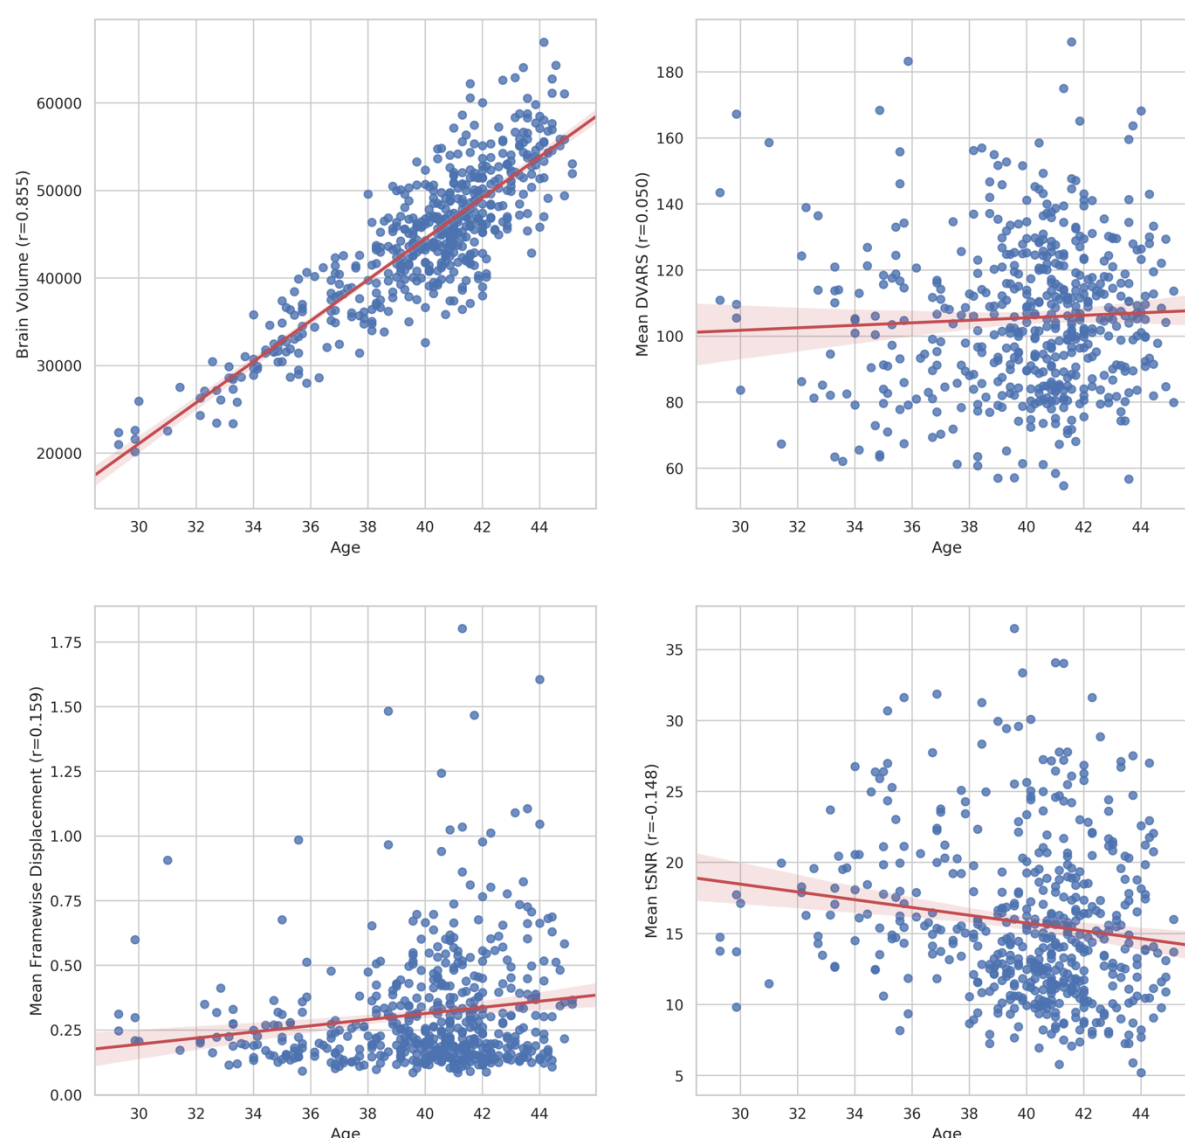 Brain Volume (r=0.855)
60000
50000
40000
30000
20000
30 32 34 36 38 40 42 44
Age
Mean DVARS (r=0.050)
180
160
140
120
100
80
60
30 32 34 36 38 40 42 44
Age
Mean Framewise Displacement (r=0.159)
1.75
1.50
1.25
1.00
0.75
0.50
0.25
0.00
30 32 34 36 38 40 42 44
Age
Mean tSNR (r=-0.148)
35
30
25
20
15
10
5
30 32 34 36 38 40 42 44
Age